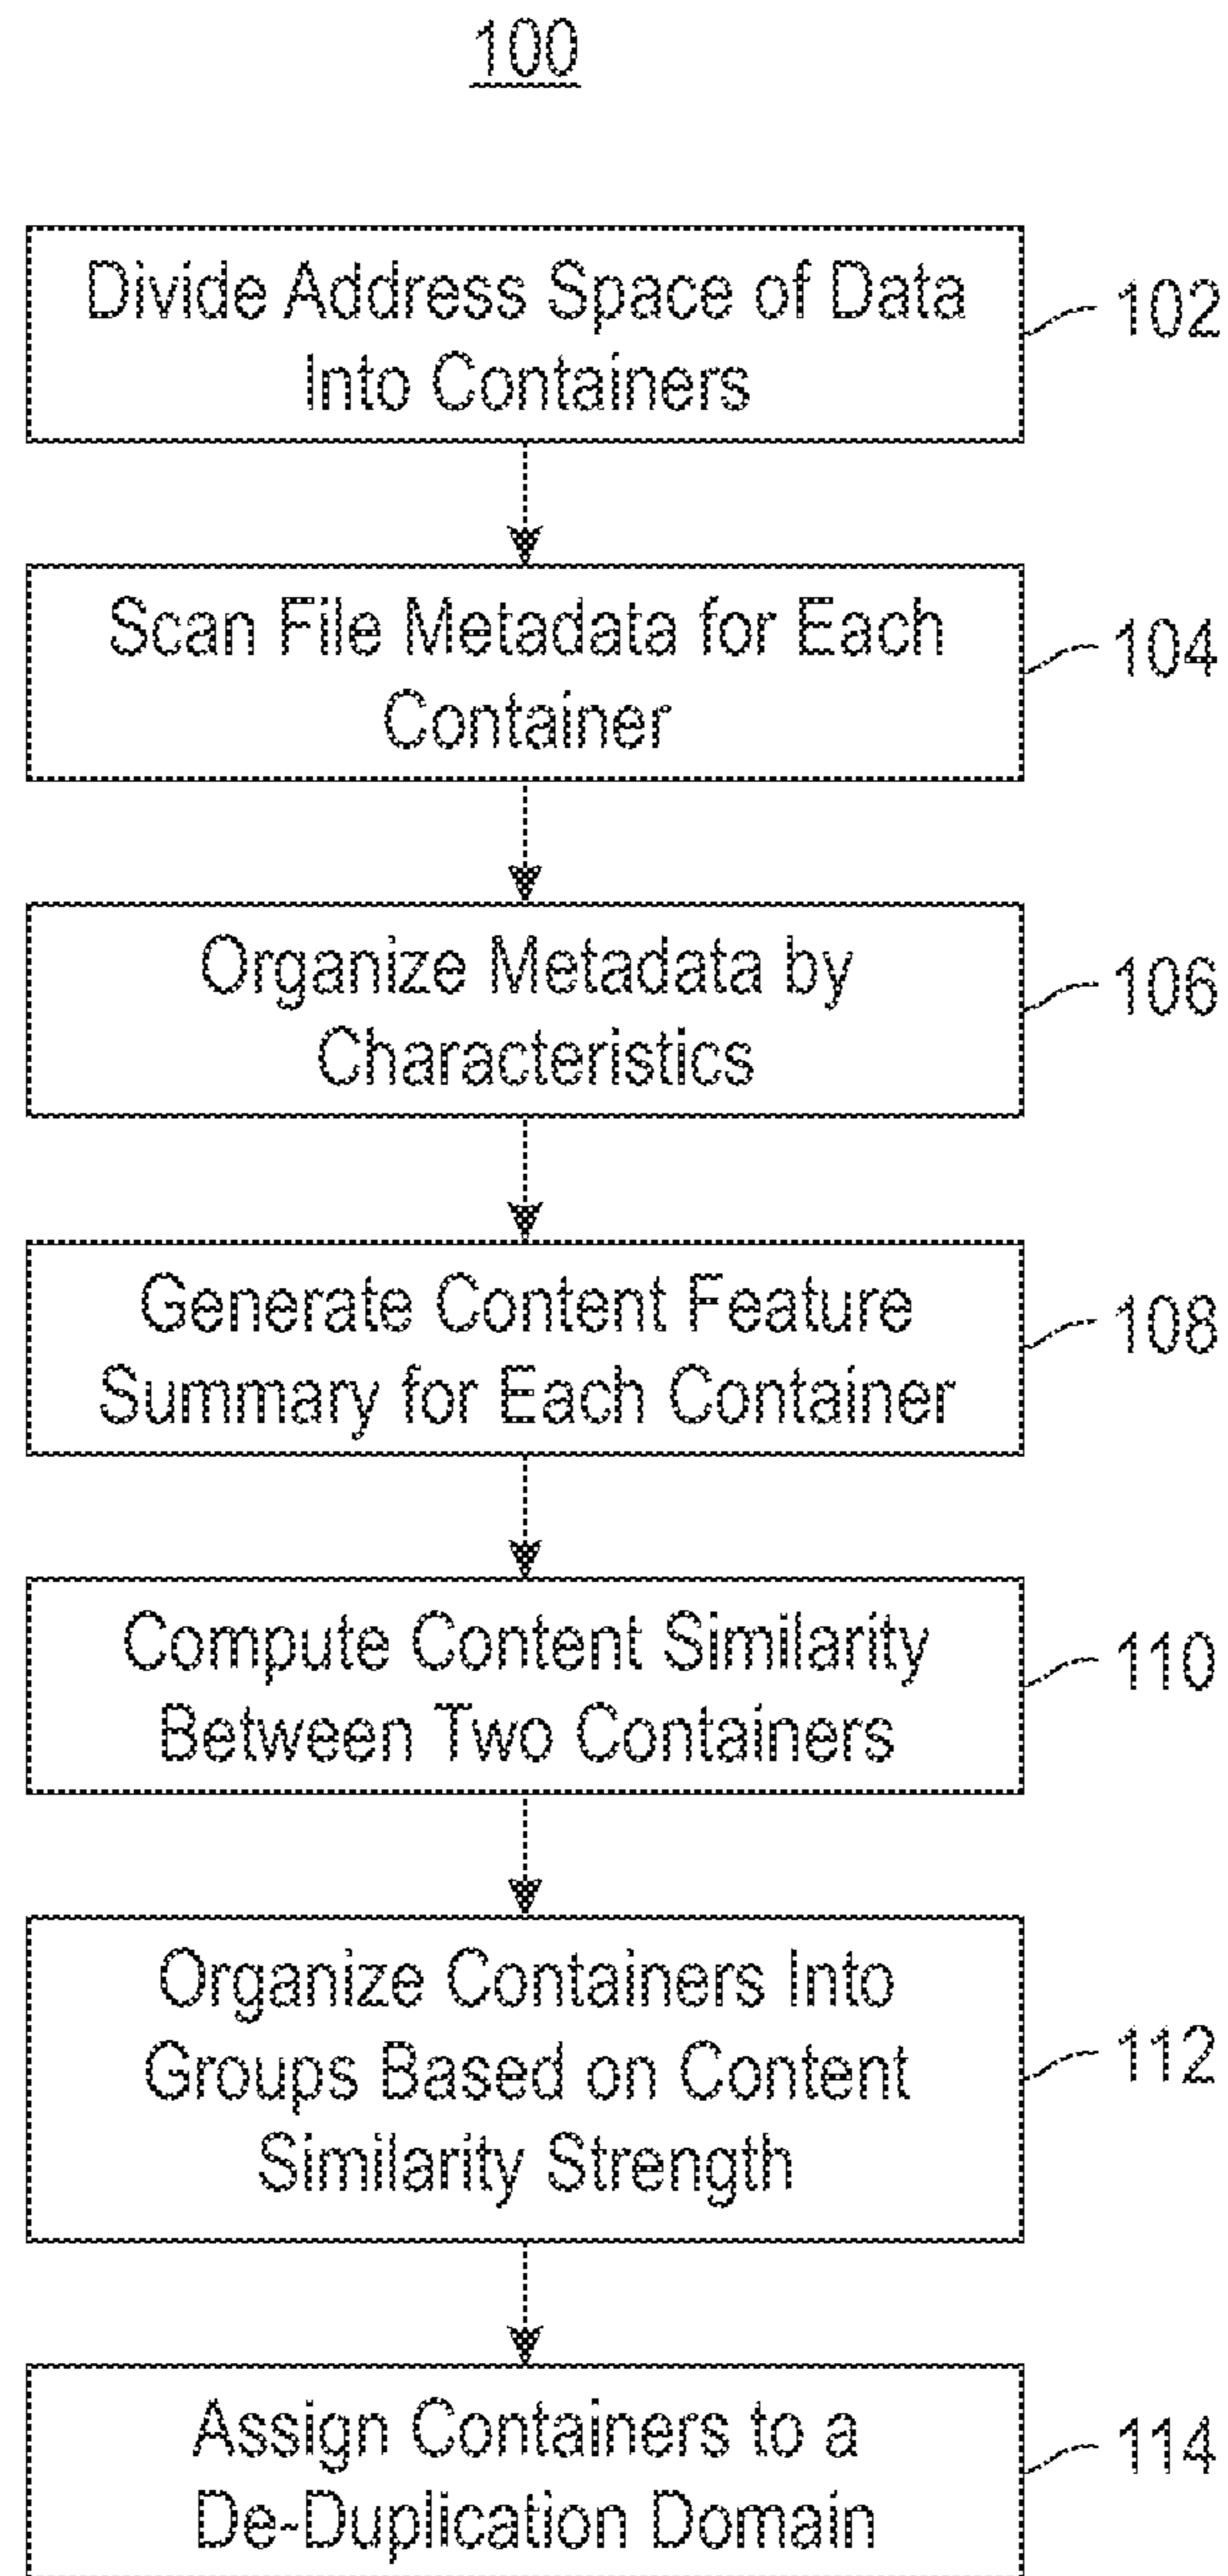 100
Divide Address Space of Data
Into Containers
102
Scan File Metadata for Each
Container
104
Organize Metadata by
Characteristics
106
Generate Content Feature
Summary for Each Container
108
Compute Content Similarity
Between Two Containers
110
Organize Containers Into
Groups Based on Content
Similarity Strength
112
Assign Containers to a
De-Duplication Domain
114